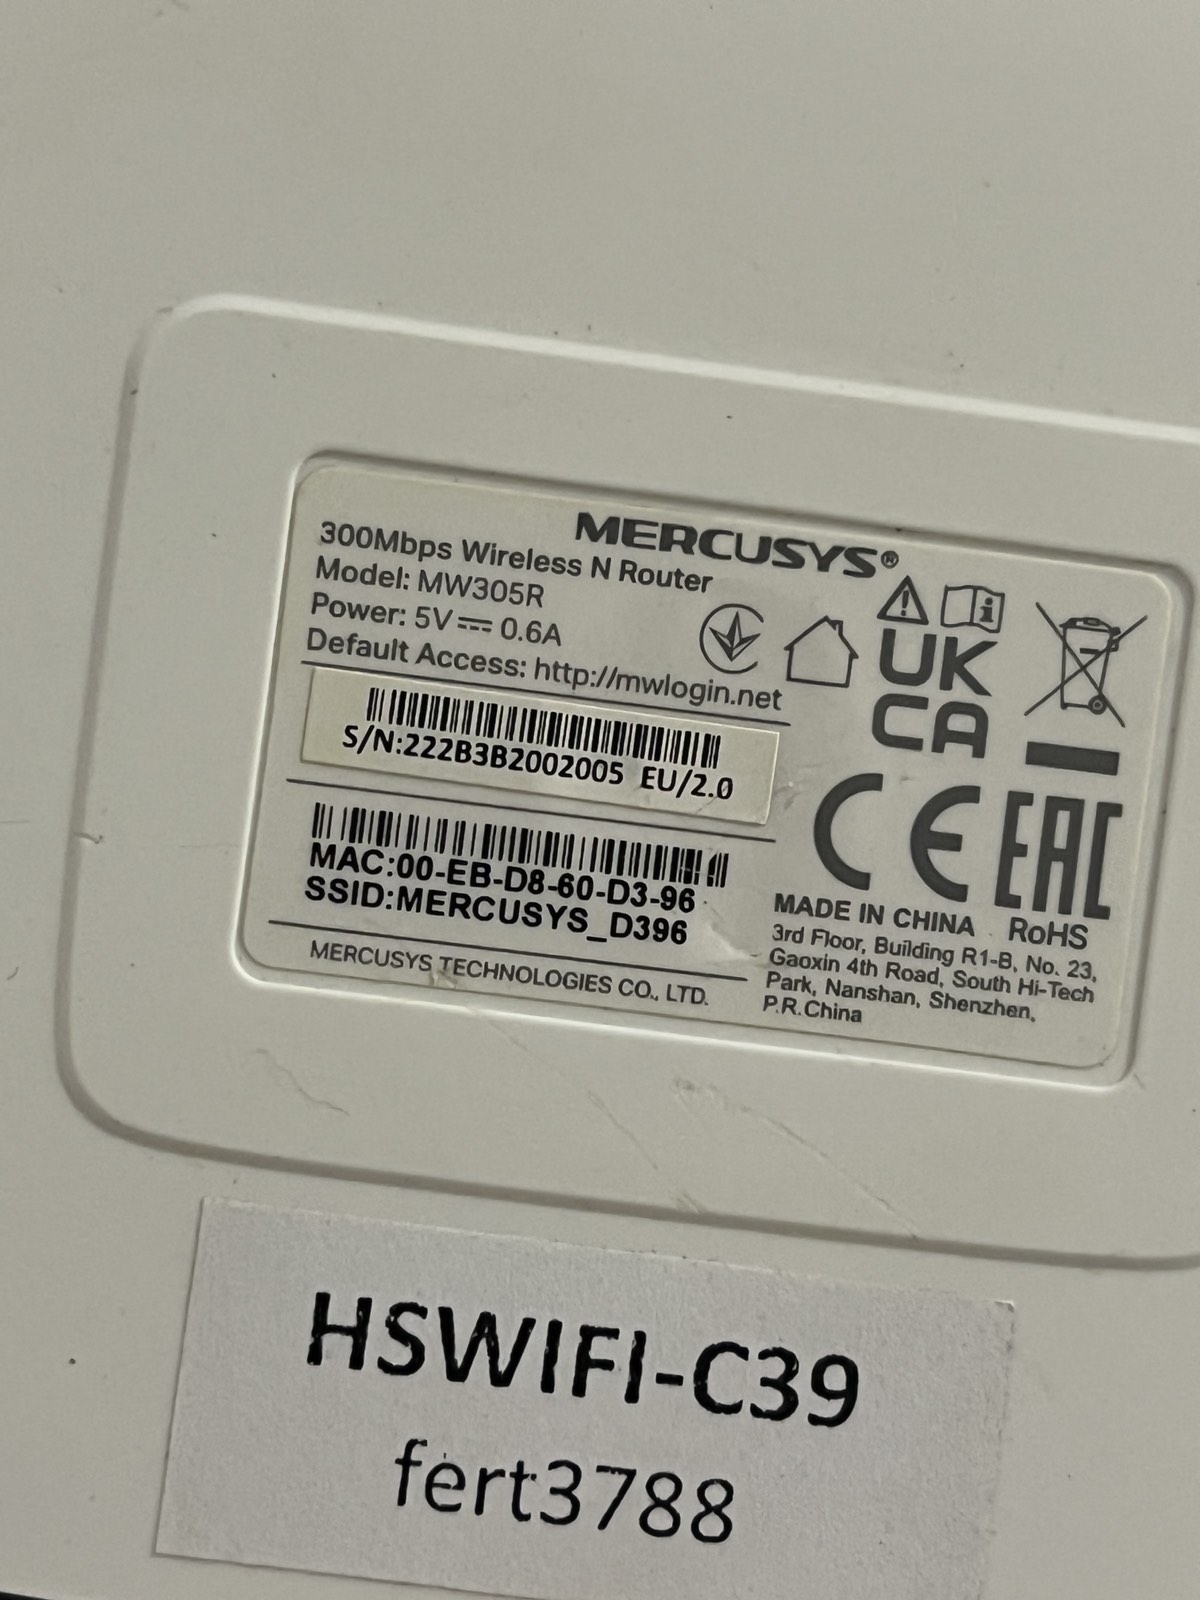 MERCUSYS®
300Mbps Wireless N Router
Model: MW305R
Power: 5V⎓0.6A
Default Access: http://mwlogin.net
S/N:222B3B2002005 EU/2.0
MAC:00-EB-D8-60-D3-96
SSID:MERCUSYS_D396
MERCUSYS TECHNOLOGIES CO., LTD.
UK
CA
CE EAC
MADE IN CHINA RoHS
3rd Floor, Building R1-B, No. 23,
Gaoxin 4th Road, South Hi-Tech
Park, Nanshan, Shenzhen,
P.R.China
HSWIFI-C39
fert3788